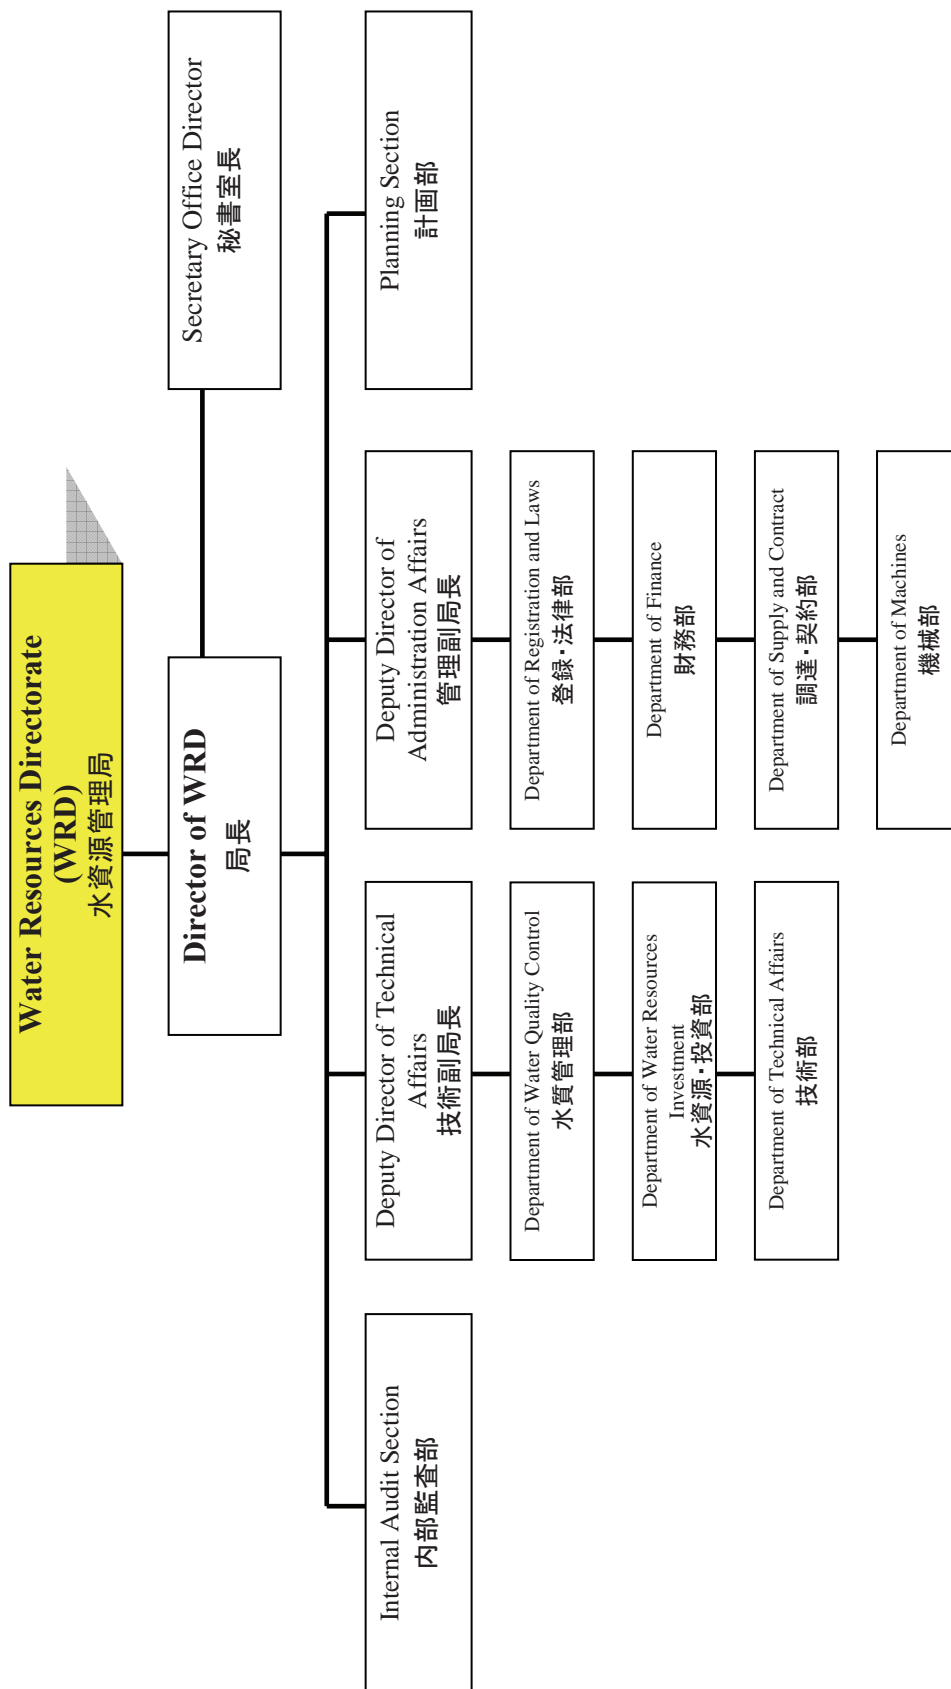 Water Resources Directorate
(WRD)
水資源管理局
Director of WRD
局長
Secretary Office Director
秘書室長
Internal Audit Section
内部監査部
Deputy Director of Technical
Affairs
技術副局長
Deputy Director of
Administration Affairs
管理副局長
Planning Section
計画部
Department of Water Quality Control
水質管理部
Department of Registration and Laws
登録・法律部
Department of Water Resources
Investment
水資源・投資部
Department of Finance
財務部
Department of Technical Affairs
技術部
Department of Supply and Contract
調達・契約部
Department of Machines
機械部